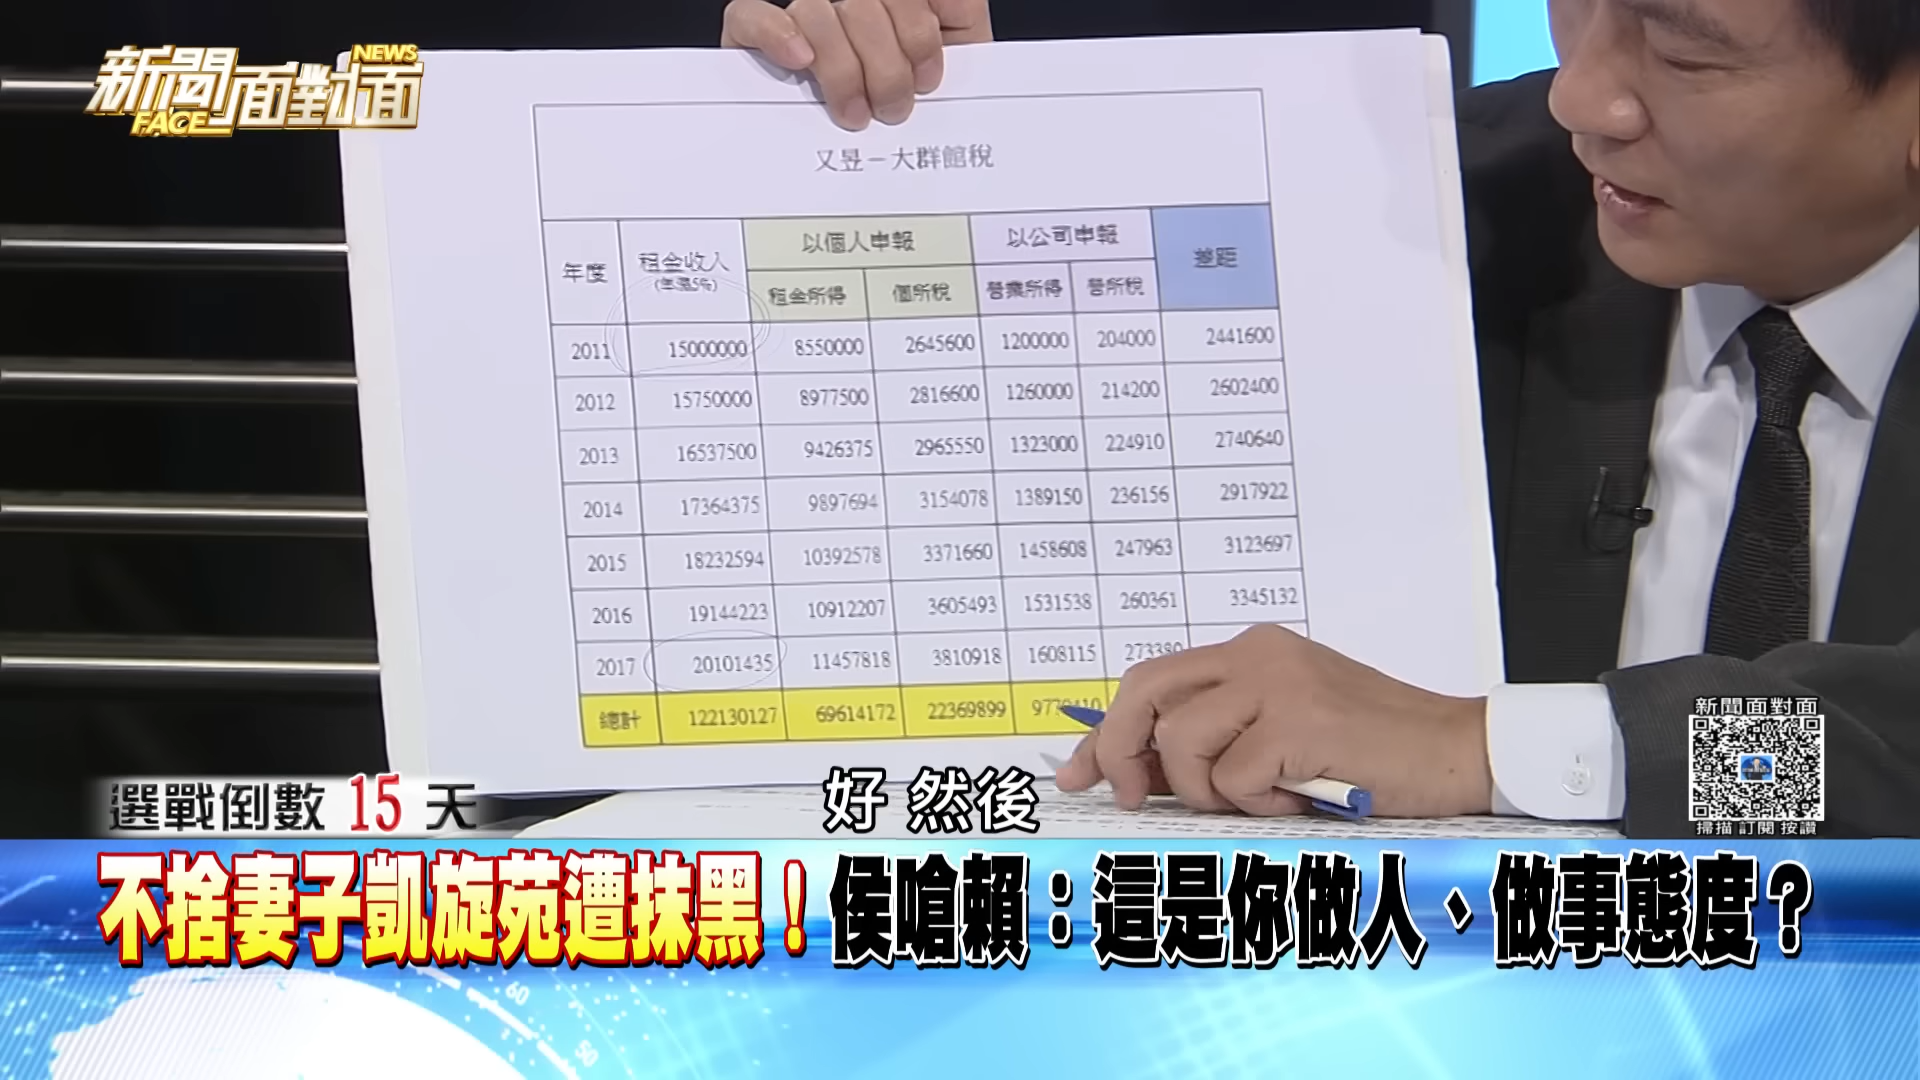 新聞面對面
NEWS
FACE
又昱－大群館稅
年度 租金收入 以個人申報 以公司申報 差距
(年漲5%) 租金所得 個所稅 營業所得 營所稅
2011 15000000 8550000 2645600 1200000 204000 2441600
2012 15750000 8977500 2816600 1260000 214200 2602400
2013 16537500 9426375 2965550 1323000 224910 2740640
2014 17364375 9897694 3154078 1389150 236156 2917922
2015 18232594 10392578 3371660 1458608 247963 3123697
2016 19144223 10912207 3605493 1531538 260361 3345132
2017 20101435 11457818 3810918 1608115 273380
總計 122130127 69614172 22369899
新聞面對面
掃描 訂閱 按讚
選戰倒數 15 天
好 然後
不捨妻子凱旋苑遭抹黑！侯嗆賴：這是你做人、做事態度？
60
50